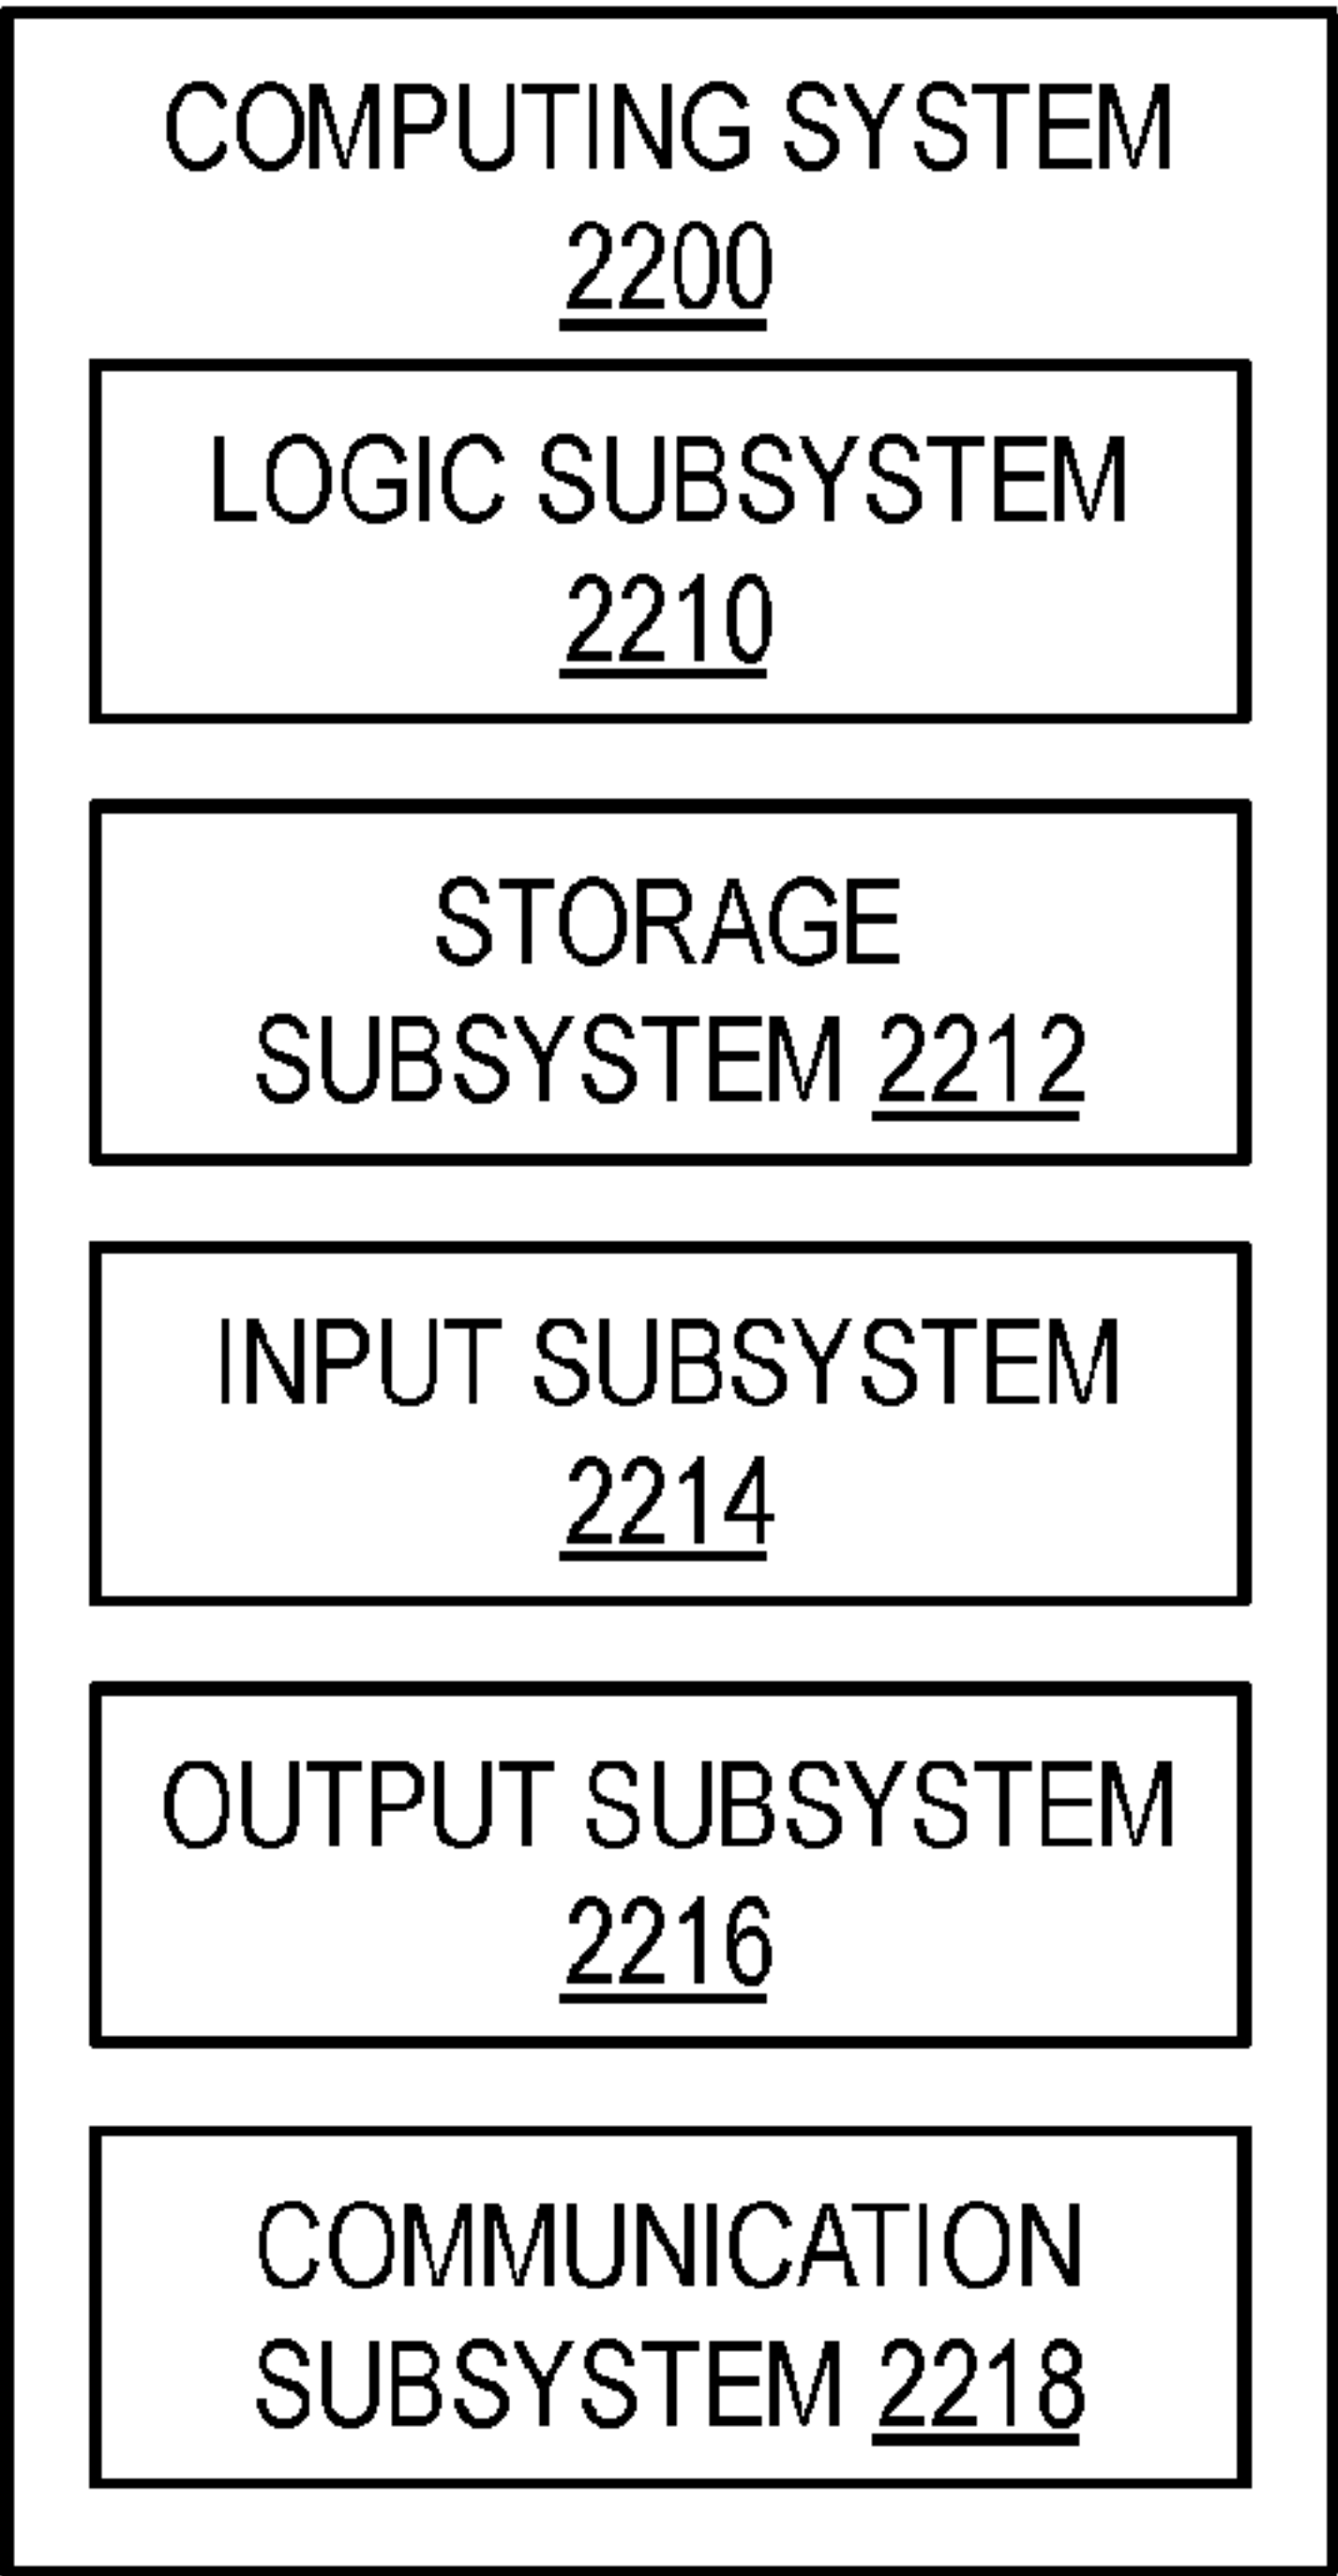 COMPUTING SYSTEM
2200
LOGIC SUBSYSTEM
2210
STORAGE
SUBSYSTEM 2212
INPUT SUBSYSTEM
2214
OUTPUT SUBSYSTEM
2216
COMMUNICATION
SUBSYSTEM 2218